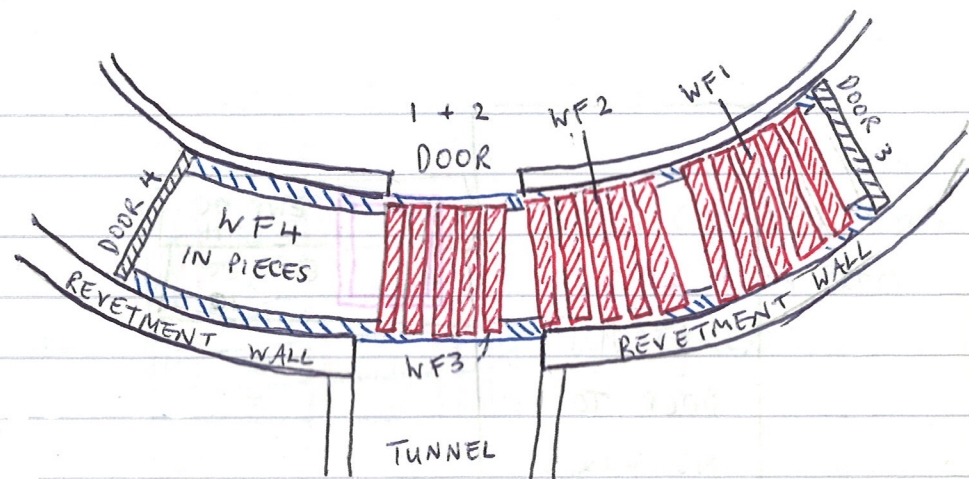 1 + 2
DOOR
WF2
WF1
DOOR 3
DOOR 4
WF4
IN PIECES
REVETMENT WALL
WF3
REVETMENT WALL
TUNNEL